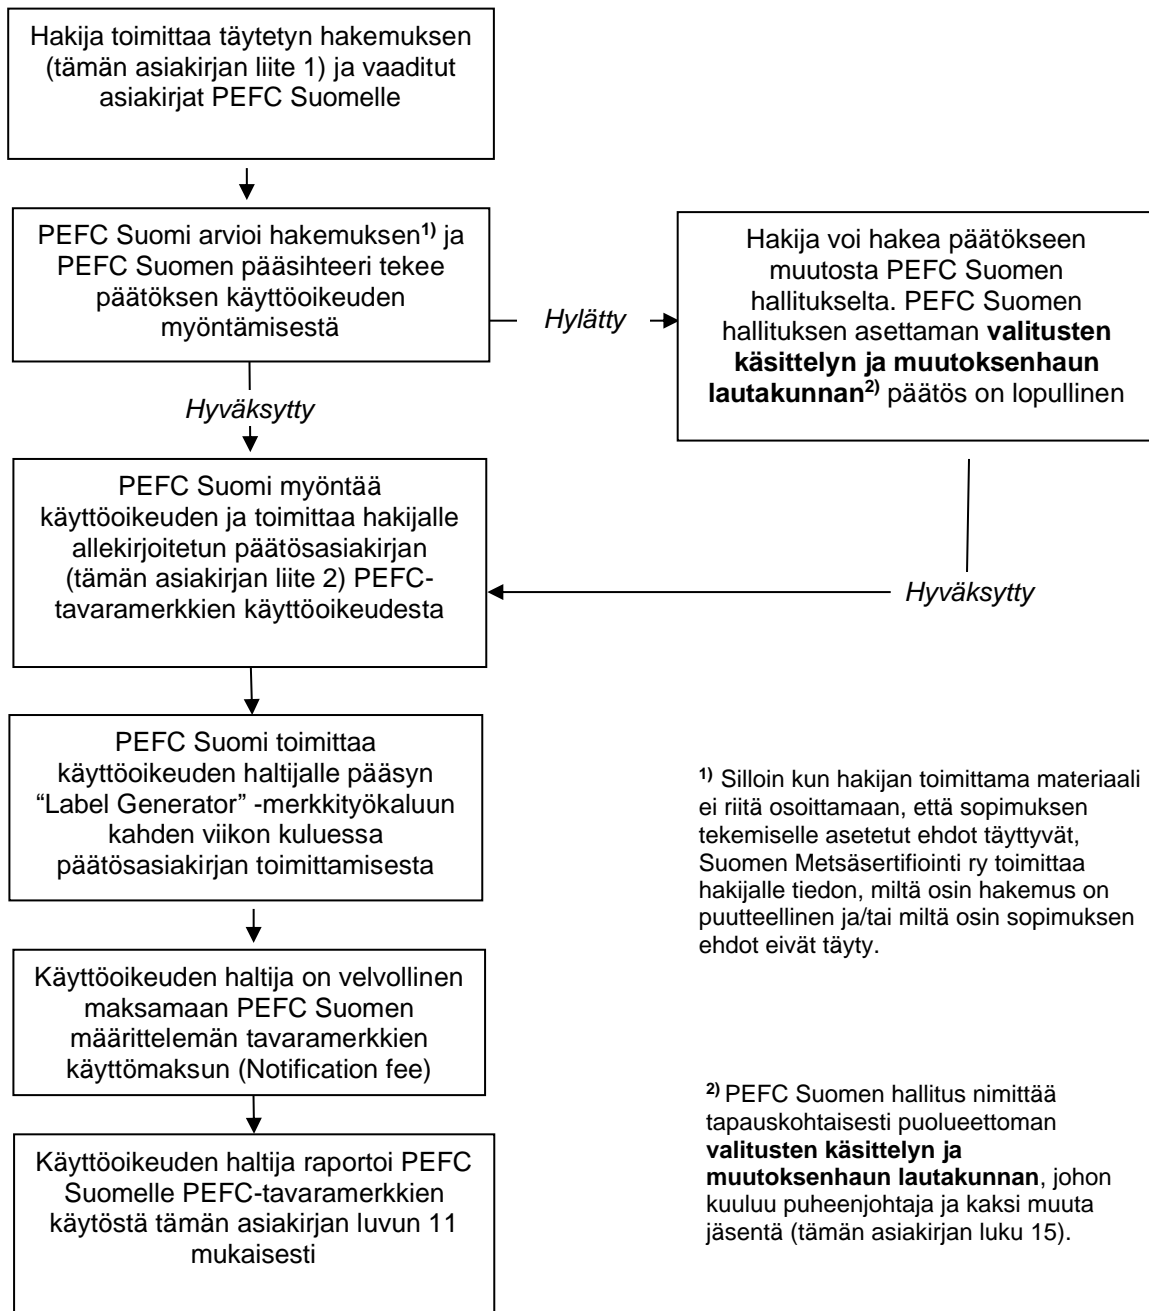 Hakija toimittaa täytetyn hakemuksen
(tämän asiakirjan liite 1) ja vaaditut
asiakirjat PEFC Suomelle
PEFC Suomi arvioi hakemuksen1) ja
PEFC Suomen pääsihteeri tekee
päätöksen käyttöoikeuden
myöntämisestä
Hylätty
Hakija voi hakea päätökseen
muutosta PEFC Suomen
hallitukselta. PEFC Suomen
hallituksen asettaman valitusten
käsittelyn ja muutoksenhaun
lautakunnan2) päätös on lopullinen
Hyväksytty
PEFC Suomi myöntää
käyttöoikeuden ja toimittaa hakijalle
allekirjoitetun päätösasiakirjan
(tämän asiakirjan liite 2) PEFC-
tavaramerkkien käyttöoikeudesta
Hyväksytty
PEFC Suomi toimittaa
käyttöoikeuden haltijalle pääsyn
“Label Generator” -merkkityökaluun
kahden viikon kuluessa
päätösasiakirjan toimittamisesta
1) Silloin kun hakijan toimittama materiaali
ei riitä osoittamaan, että sopimuksen
tekemiselle asetetut ehdot täyttyvät,
Suomen Metsäsertifiointi ry toimittaa
hakijalle tiedon, miltä osin hakemus on
puutteellinen ja/tai miltä osin sopimuksen
ehdot eivät täyty.
Käyttöoikeuden haltija on velvollinen
maksamaan PEFC Suomen
määrittelemän tavaramerkkien
käyttömaksun (Notification fee)
2) PEFC Suomen hallitus nimittää
tapauskohtaisesti puolueettoman
valitusten käsittelyn ja
muutoksenhaun lautakunnan, johon
kuuluu puheenjohtaja ja kaksi muuta
jäsentä (tämän asiakirjan luku 15).
Käyttöoikeuden haltija raportoi PEFC
Suomelle PEFC-tavaramerkkien
käytöstä tämän asiakirjan luvun 11
mukaisesti